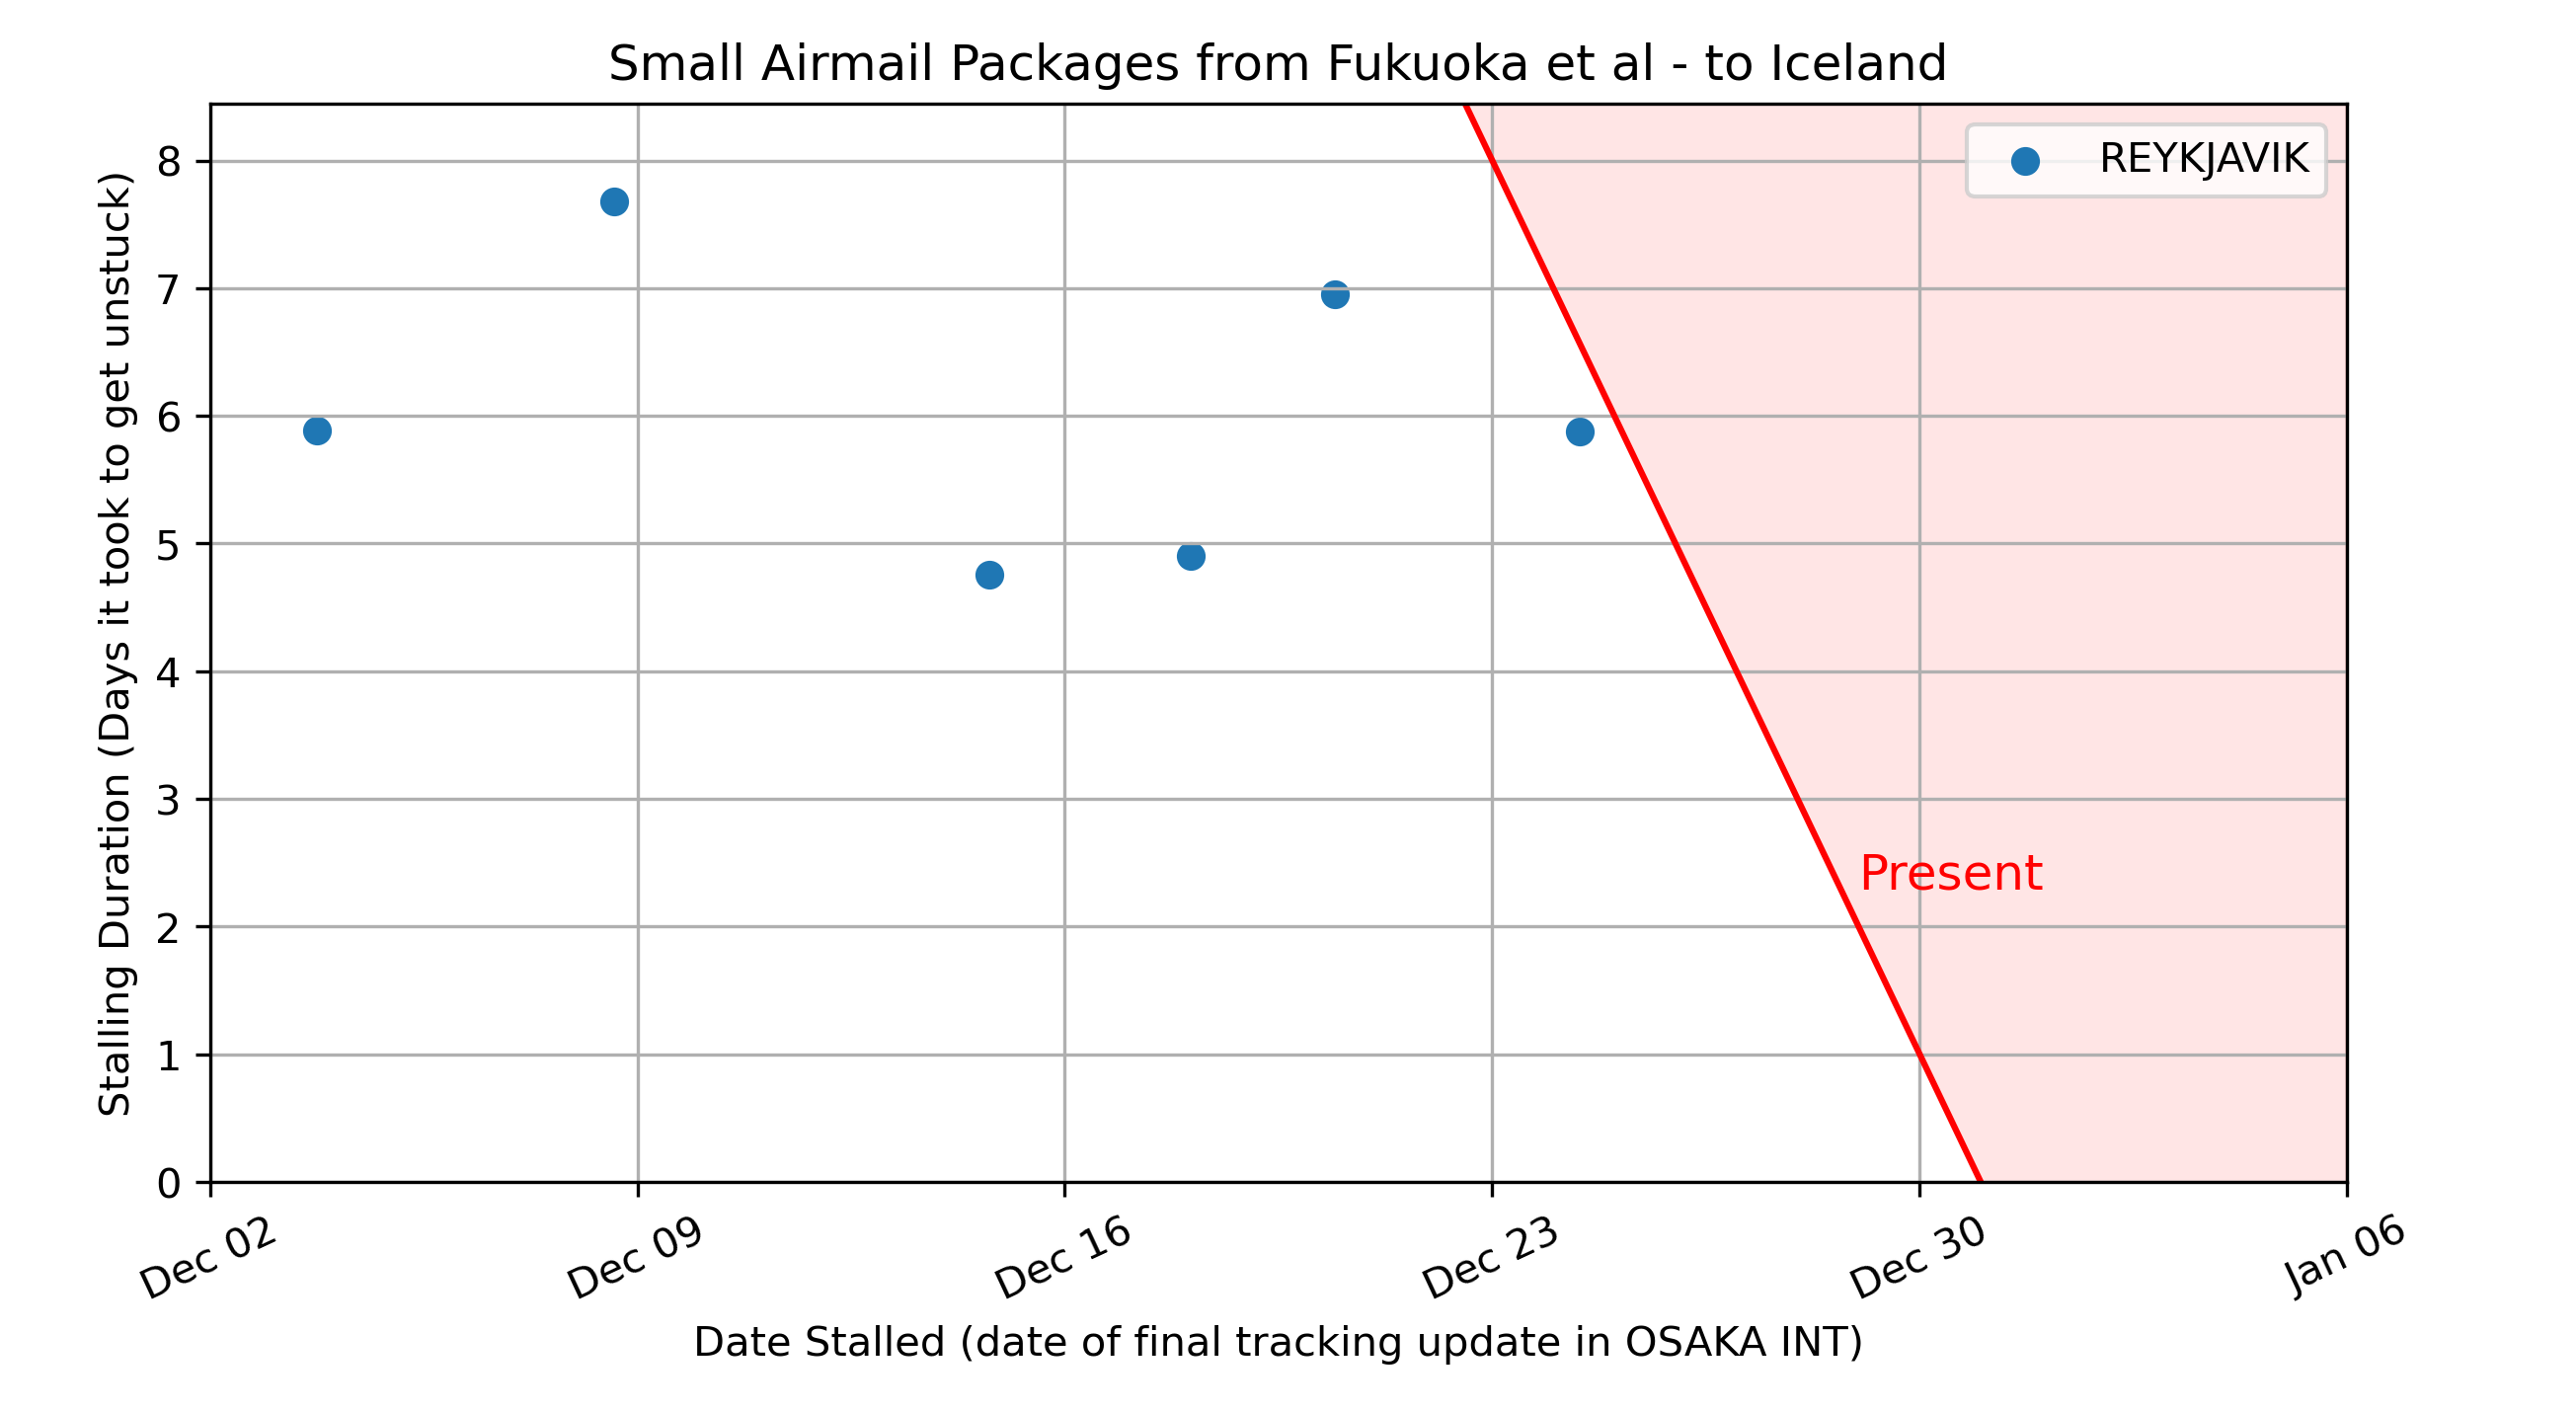 Small Airmail Packages from Fukuoka et al - to Iceland
REYKJAVIK
Stalling Duration (Days it took to get unstuck)
8
7
6
5
4
3
2
1
0
Present
Dec 02
Dec 09
Dec 16
Dec 23
Dec 30
Jan 06
Date Stalled (date of final tracking update in OSAKA INT)